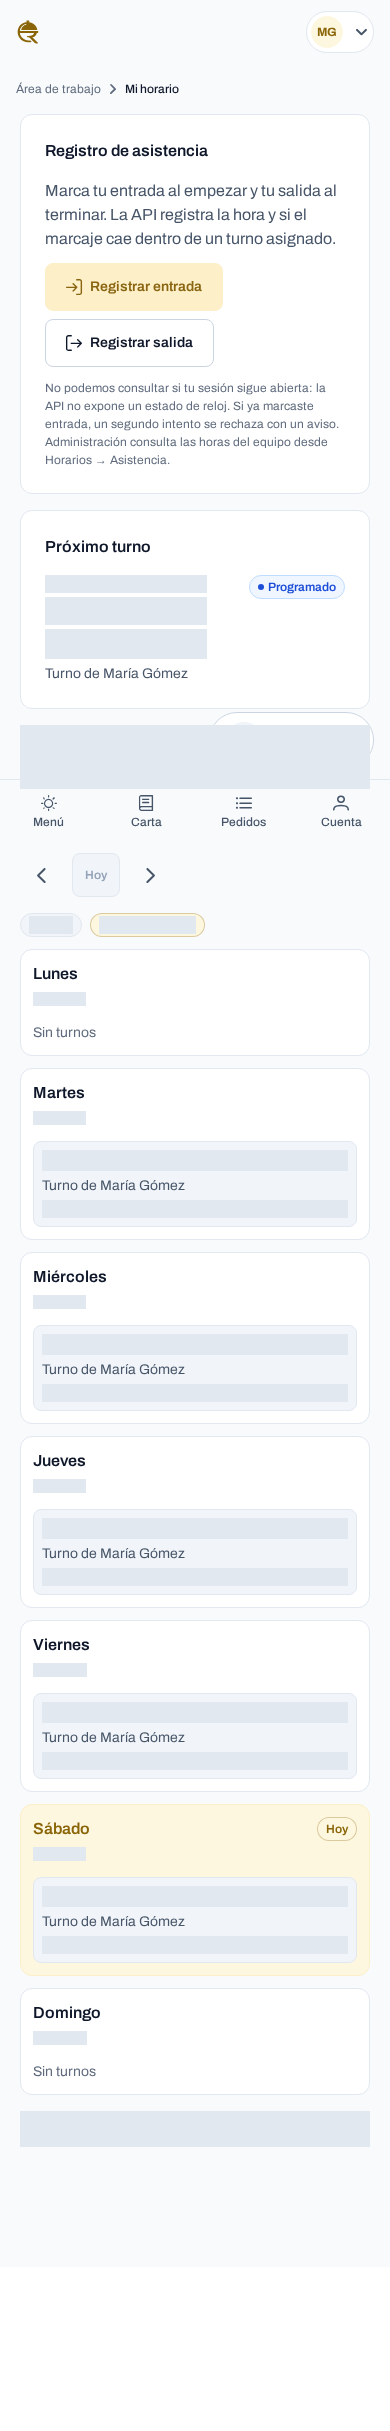 MG
Área de trabajo > Mi horario
Registro de asistencia
Marca tu entrada al empezar y tu salida al
terminar. La API registra la hora y si el
marcaje cae dentro de un turno asignado.
Registrar entrada
Registrar salida
No podemos consultar si tu sesión sigue abierta: la
API no expone un estado de reloj. Si ya marcaste
entrada, un segundo intento se rechaza con un aviso.
Administración consulta las horas del equipo desde
Horarios → Asistencia.
Próximo turno
Programado
Turno de María Gómez
Menú Carta Pedidos Cuenta
Hoy
Lunes
Sin turnos
Martes
Turno de María Gómez
Miércoles
Turno de María Gómez
Jueves
Turno de María Gómez
Viernes
Turno de María Gómez
Sábado Hoy
Turno de María Gómez
Domingo
Sin turnos